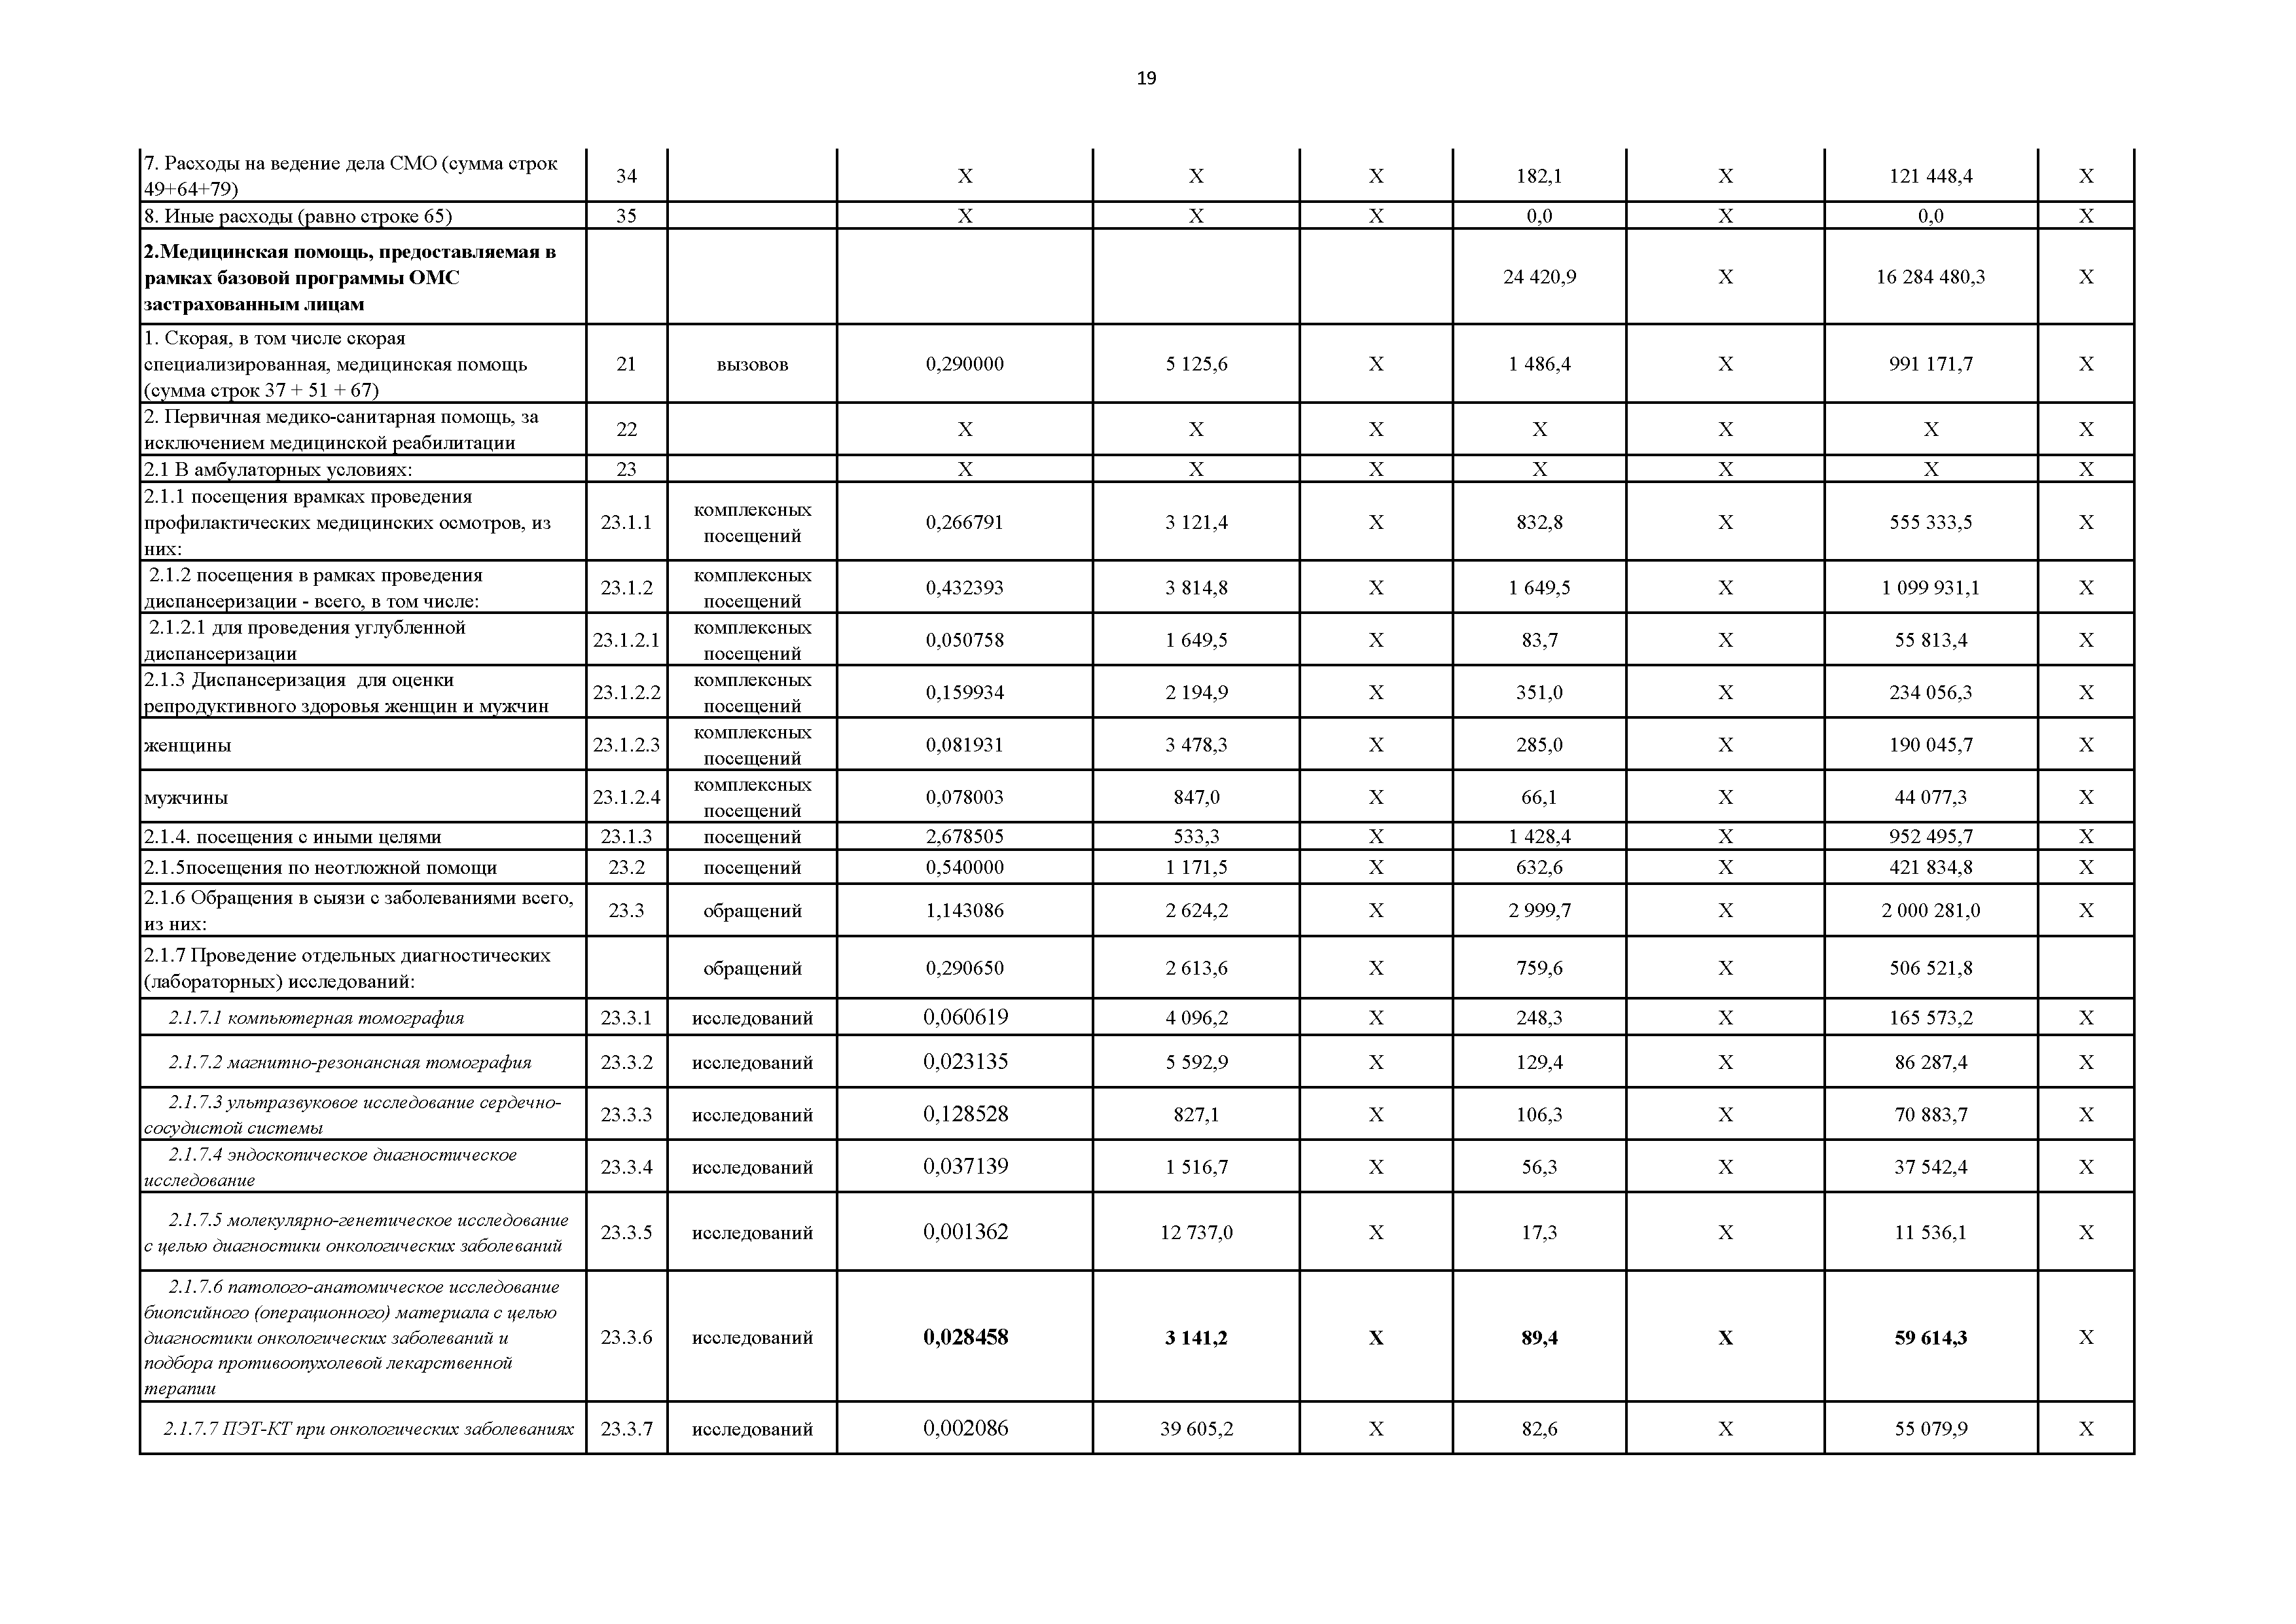 19
7. Расходы на ведение дела СМО (сумма строк
49+64+79) 34 X X X 182,1 X 121 448,4 X
8. Иные расходы (равно строке 65) 35 X X X 0,0 X 0,0 X
2.Медицинская помощь, предоставляемая в
рамках базовой программы ОМС 24 420,9 X 16 284 480,3 X
застрахованным лицам
1. Скорая, в том числе скорая
специализированная, медицинская помощь 21 вызовов 0,290000 5 125,6 X 1 486,4 X 991 171,7 X
(сумма строк 37 + 51 + 67)
2. Первичная медико-санитарная помощь, за
исключением медицинской реабилитации 22 X X X X X X X
2.1 В амбулаторных условиях: 23 X X X X X X X
2.1.1 посещения врамках проведения
профилактических медицинских осмотров, из
них: 23.1.1 комплексных
посещений 0,266791 3 121,4 X 832,8 X 555 333,5 X
2.1.2 посещения в рамках проведения
диспансеризации - всего, в том числе: 23.1.2 комплексных
посещений 0,432393 3 814,8 X 1 649,5 X 1 099 931,1 X
2.1.2.1 для проведения углубленной
диспансеризации 23.1.2.1 комплексных
посещений 0,050758 1 649,5 X 83,7 X 55 813,4 X
2.1.3 Диспансеризация для оценки
репродуктивного здоровья женщин и мужчин 23.1.2.2 комплексных
посещений 0,159934 2 194,9 X 351,0 X 234 056,3 X
женщины 23.1.2.3 комплексных
посещений 0,081931 3 478,3 X 285,0 X 190 045,7 X
мужчины 23.1.2.4 комплексных
посещений 0,078003 847,0 X 66,1 X 44 077,3 X
2.1.4. посещения с иными целями 23.1.3 посещений 2,678505 533,3 X 1 428,4 X 952 495,7 X
2.1.5посещения по неотложной помощи 23.2 посещений 0,540000 1 171,5 X 632,6 X 421 834,8 X
2.1.6 Обращения в сыязи с заболеваниями всего,
из них: 23.3 обращений 1,143086 2 624,2 X 2 999,7 X 2 000 281,0 X
2.1.7 Проведение отдельных диагностических
(лабораторных) исследований: обращений 0,290650 2 613,6 X 759,6 X 506 521,8
2.1.7.1 компьютерная томография 23.3.1 исследований 0,060619 4 096,2 X 248,3 X 165 573,2 X
2.1.7.2 магнитно-резонансная томография 23.3.2 исследований 0,023135 5 592,9 X 129,4 X 86 287,4 X
2.1.7.3 ультразвуковое исследование сердечно-
сосудистой системы 23.3.3 исследований 0,128528 827,1 X 106,3 X 70 883,7 X
2.1.7.4 эндоскопическое диагностическое
исследование 23.3.4 исследований 0,037139 1 516,7 X 56,3 X 37 542,4 X
2.1.7.5 молекулярно-генетическое исследование
с целью диагностики онкологических заболеваний 23.3.5 исследований 0,001362 12 737,0 X 17,3 X 11 536,1 X
2.1.7.6 патолого-анатомическое исследование
биопсийного (операционного) материала с целью
диагностики онкологических заболеваний и 23.3.6 исследований 0,028458 3 141,2 X 89,4 X 59 614,3 X
подбора противоопухолевой лекарственной
терапии
2.1.7.7 ПЭТ-КТ при онкологических заболеваниях 23.3.7 исследований 0,002086 39 605,2 X 82,6 X 55 079,9 X